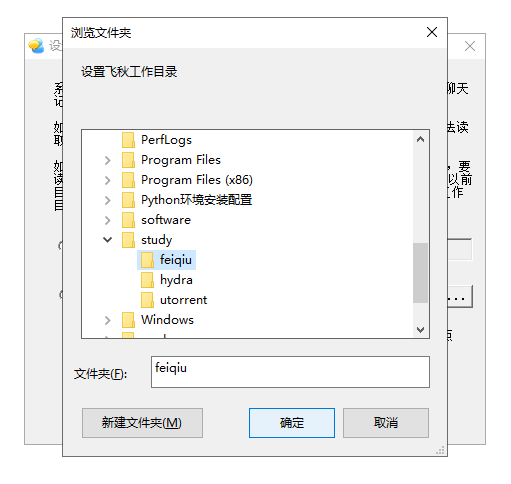 浏览文件夹
设
设置飞秋工作目录
系
聊天
记
如
去读
取
如
，要
读
以前
目
工作
目
PerfLogs
Program Files
Program Files (x86)
Python环境安装配置
software
study
feiqiu
hydra
utorrent
Windows
...
文件夹(F):
feiqiu
新建文件夹(M)
确定
取消